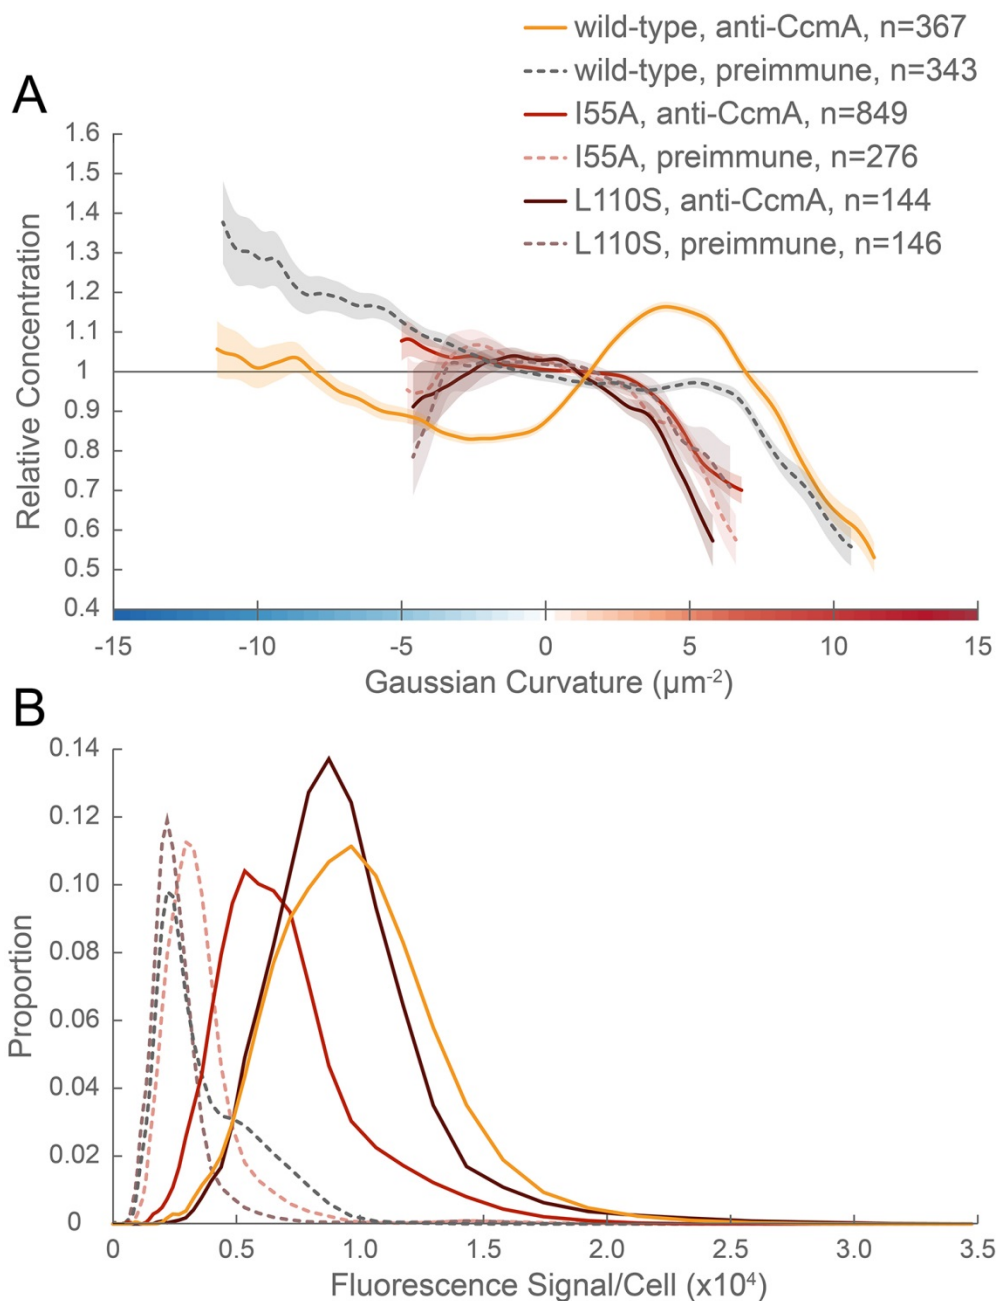 wild-type, anti-CcmA, n=367
wild-type, preimmune, n=343
I55A, anti-CcmA, n=849
I55A, preimmune, n=276
L110S, anti-CcmA, n=144
L110S, preimmune, n=146
A
1.6
1.5
1.4
1.3
1.2
1.1
1
0.9
0.8
0.7
0.6
0.5
0.4
Relative Concentration
-15 -10 -5 0 5 10 15
Gaussian Curvature (µm⁻²)
B
0.14
0.12
0.10
0.08
0.06
0.04
0.02
0
Proportion
0 0.5 1.0 1.5 2.0 2.5 3.0 3.5
Fluorescence Signal/Cell (x10⁴)